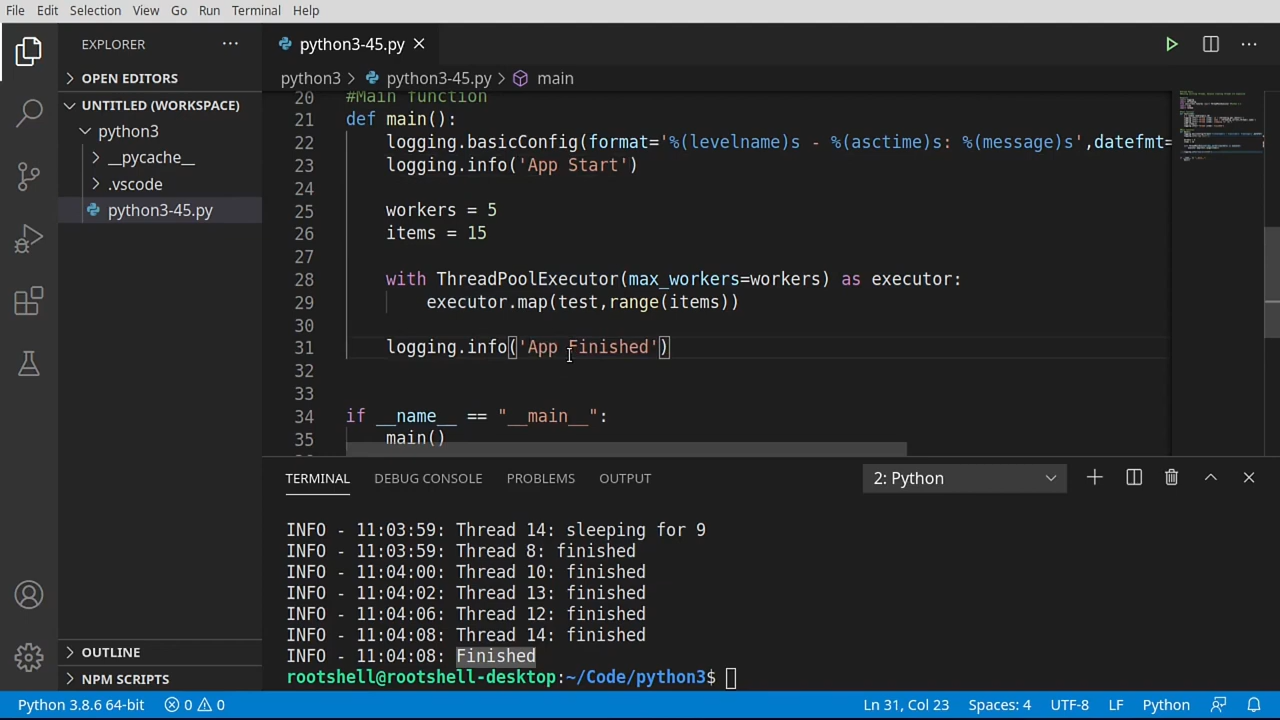 File Edit Selection View Go Run Terminal Help
EXPLORER ···
OPEN EDITORS
UNTITLED (WORKSPACE)
python3
__pycache__
.vscode
python3-45.py
OUTLINE
NPM SCRIPTS
python3-45.py
python3 > python3-45.py > main
20 #Main function
21 def main():
22 logging.basicConfig(format='%(levelname)s - %(asctime)s: %(message)s',datefmt=
23 logging.info('App Start')
24
25 workers = 5
26 items = 15
27
28 with ThreadPoolExecutor(max_workers=workers) as executor:
29 executor.map(test,range(items))
30
31 logging.info('App Finished')
32
33
34 if __name__ == "__main__":
35 main()
TERMINAL DEBUG CONSOLE PROBLEMS OUTPUT 2: Python
INFO - 11:03:59: Thread 14: sleeping for 9
INFO - 11:03:59: Thread 8: finished
INFO - 11:04:00: Thread 10: finished
INFO - 11:04:02: Thread 13: finished
INFO - 11:04:06: Thread 12: finished
INFO - 11:04:08: Thread 14: finished
INFO - 11:04:08: Finished
rootshell@rootshell-desktop:~/Code/python3$
Python 3.8.6 64-bit 0 0 Ln 31, Col 23 Spaces: 4 UTF-8 LF Python